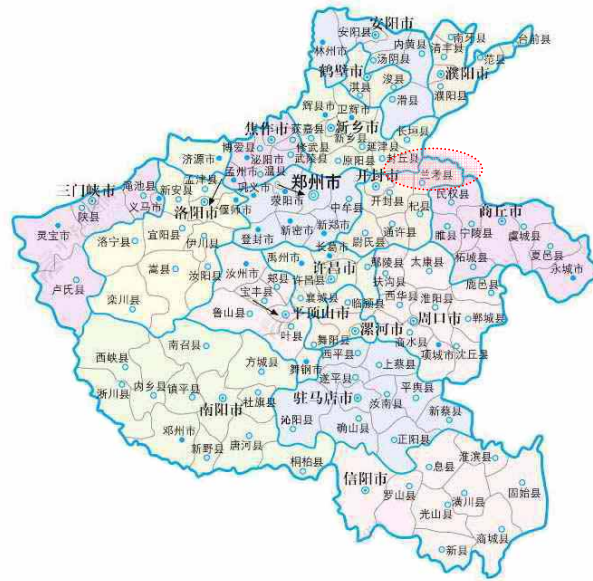 安阳市
安阳县
林州市
汤阴县
内黄县
清丰县
南乐县
台前县
范县
濮阳市
濮阳县
鹤壁市
浚县
淇县
滑县
辉县市
卫辉市
新乡市
新乡县
获嘉县
延津县
长垣县
封丘县
原阳县
焦作市
修武县
博爱县
武陵县
沁阳市
温县
孟州市
济源市
孟津县
新安县
洛阳市
偃师市
巩义市
渑池县
三门峡市
义马市
陕县
灵宝市
卢氏县
洛宁县
宜阳县
伊川县
嵩县
汝阳县
栾川县
郑州市
荥阳市
中牟县
新密市
新郑市
登封市
开封市
兰考县
开封县
杞县
通许县
尉氏县
民权县
商丘市
睢县
宁陵县
虞城县
柘城县
夏邑县
永城市
禹州市
长葛市
许昌市
许昌县
鄢陵县
襄城县
汝州市
郏县
宝丰县
平顶山市
鲁山县
叶县
舞钢市
舞阳县
临颍县
漯河市
太康县
扶沟县
西华县
淮阳县
鹿邑县
周口市
郸城县
商水县
项城市
沈丘县
南召县
方城县
西峡县
淅川县
内乡县
镇平县
南阳市
社旗县
邓州市
新野县
唐河县
桐柏县
西平县
上蔡县
遂平县
平舆县
驻马店市
汝南县
新蔡县
泌阳县
确山县
正阳县
信阳市
息县
淮滨县
罗山县
潢川县
固始县
光山县
商城县
新县